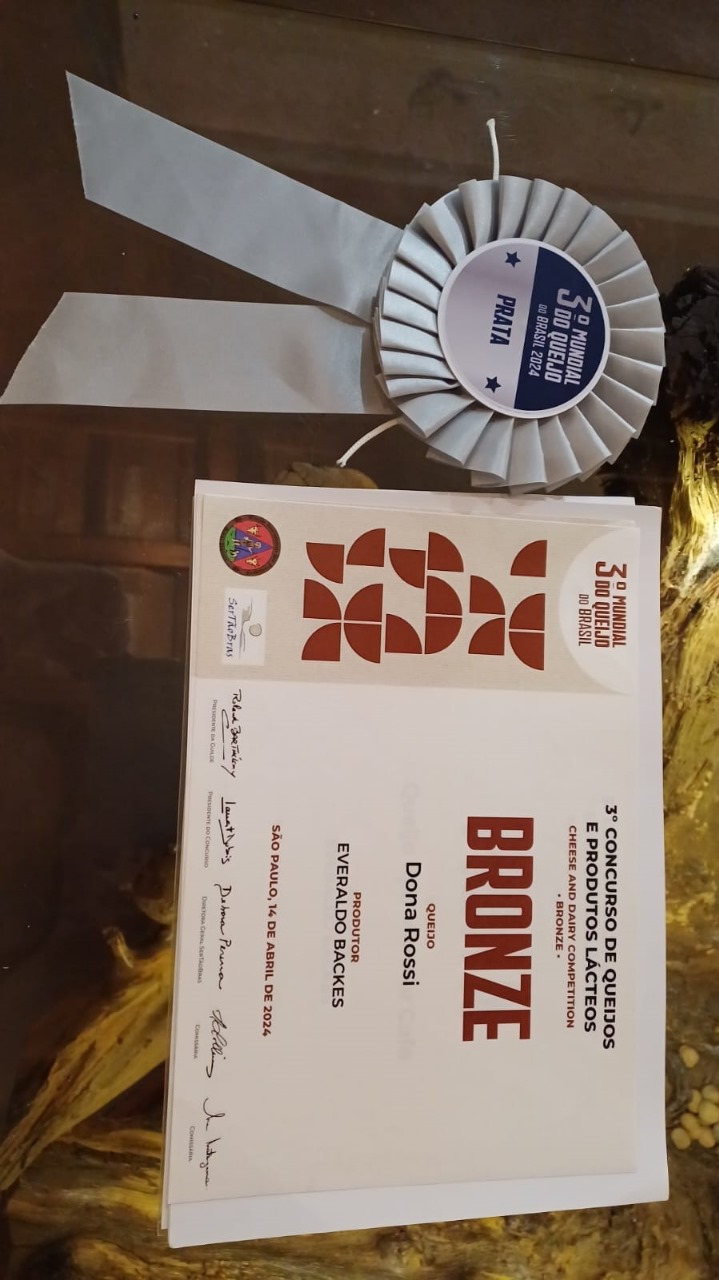 3º MUNDIAL
DO QUEIJO
DO BRASIL 2024
PRATA
3º MUNDIAL
DO QUEIJO
DO BRASIL
3º CONCURSO DE QUEIJOS
E PRODUTOS LÁCTEOS
CHEESE AND DAIRY COMPETITION
• BRONZE •
BRONZE
QUEIJO
Dona Rossi
PRODUTOR
EVERALDO BACKES
SÃO PAULO, 14 DE ABRIL DE 2024
SerTãoBras
PRESIDENTE DA GUILDE
PRESIDENTE DO CONCURSO
Debora Pereira
DIRETORA GERAL SERTÃOBRAS
COMISSÁRIA
COMISSÁRIA